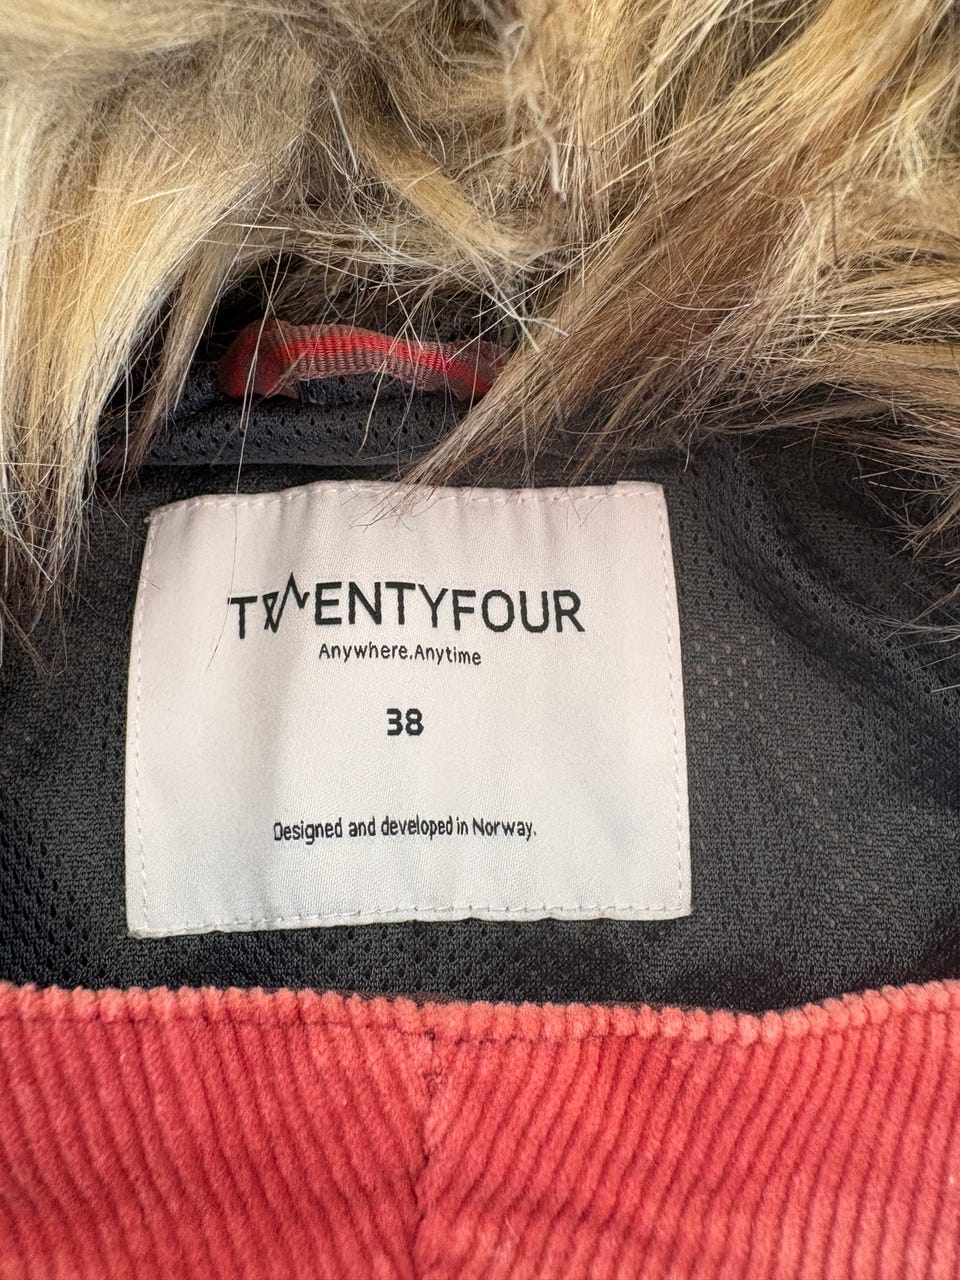 TWENTYFOUR
Anywhere.Anytime
38
Designed and developed in Norway.